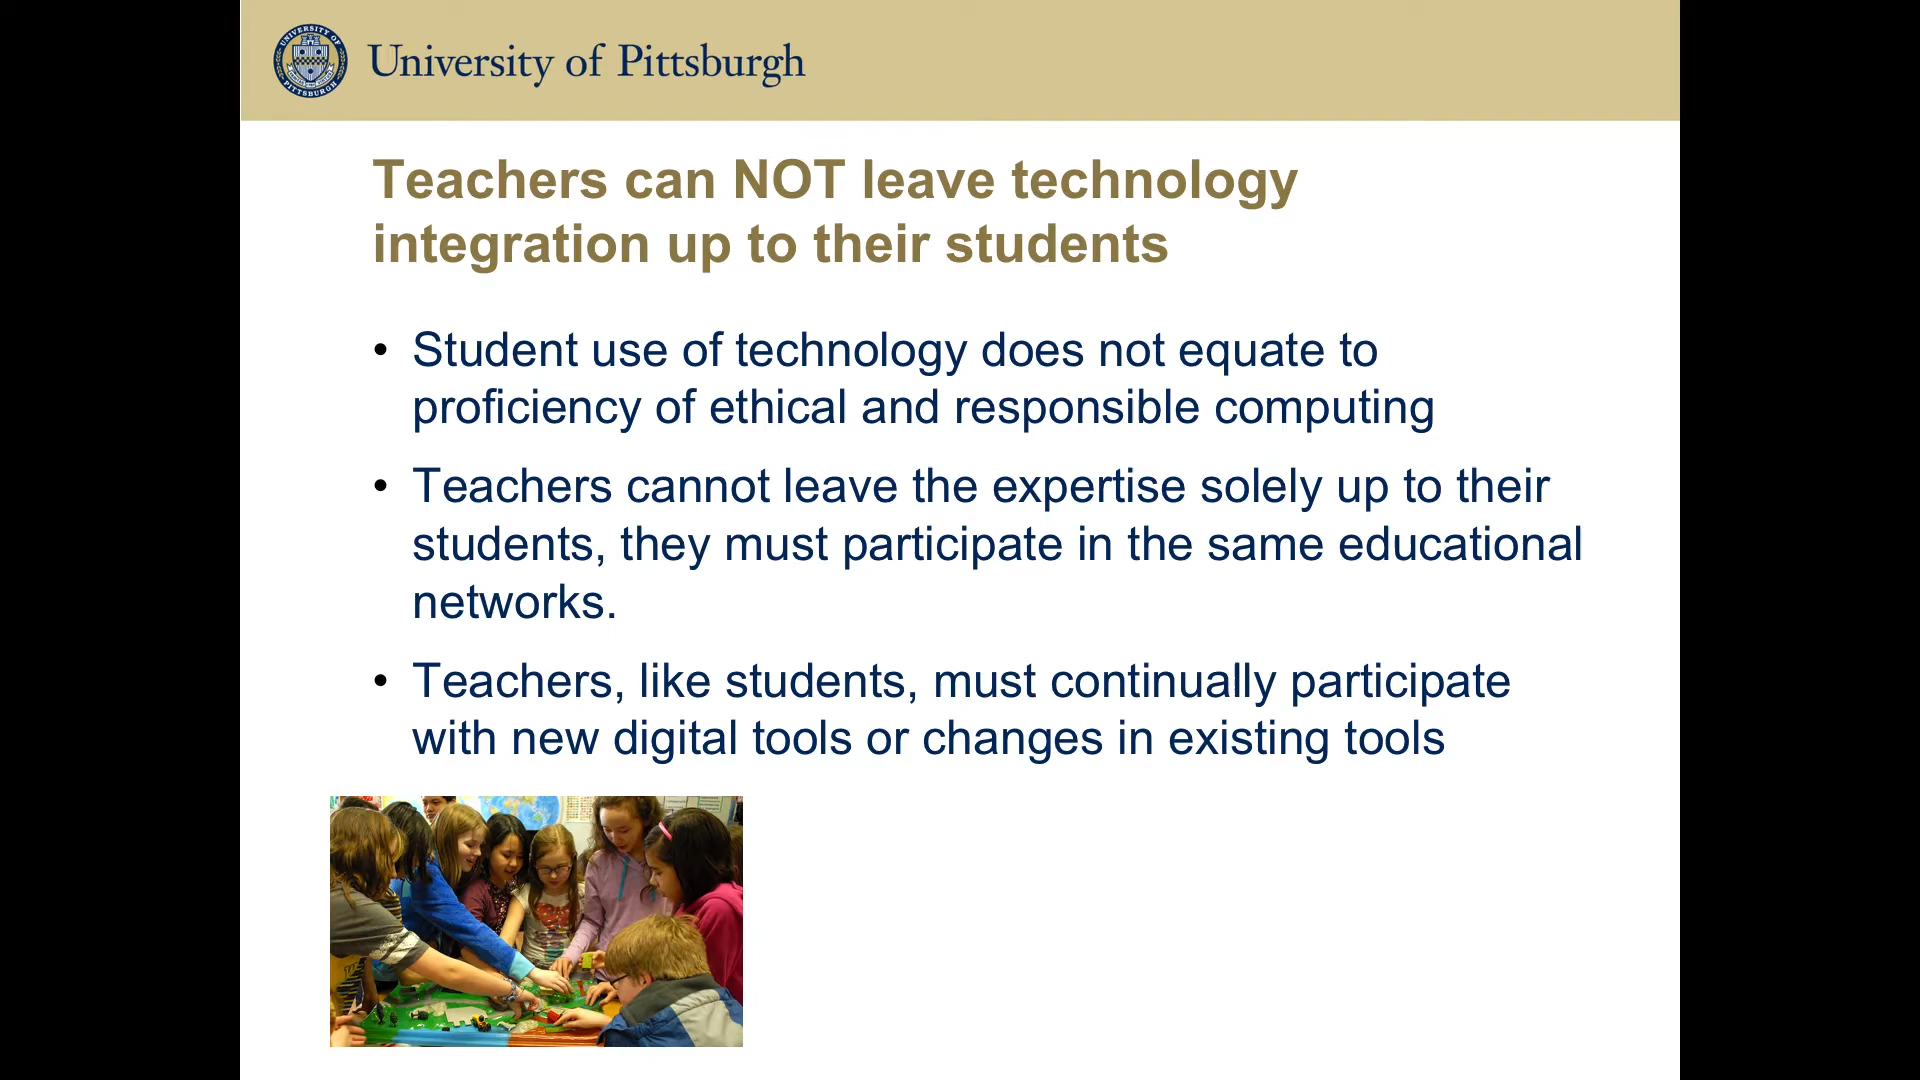 UNIVERSITY OF PITTSBURGH
University of Pittsburgh
Teachers can NOT leave technology
integration up to their students
• Student use of technology does not equate to
proficiency of ethical and responsible computing
• Teachers cannot leave the expertise solely up to their
students, they must participate in the same educational
networks.
• Teachers, like students, must continually participate
with new digital tools or changes in existing tools